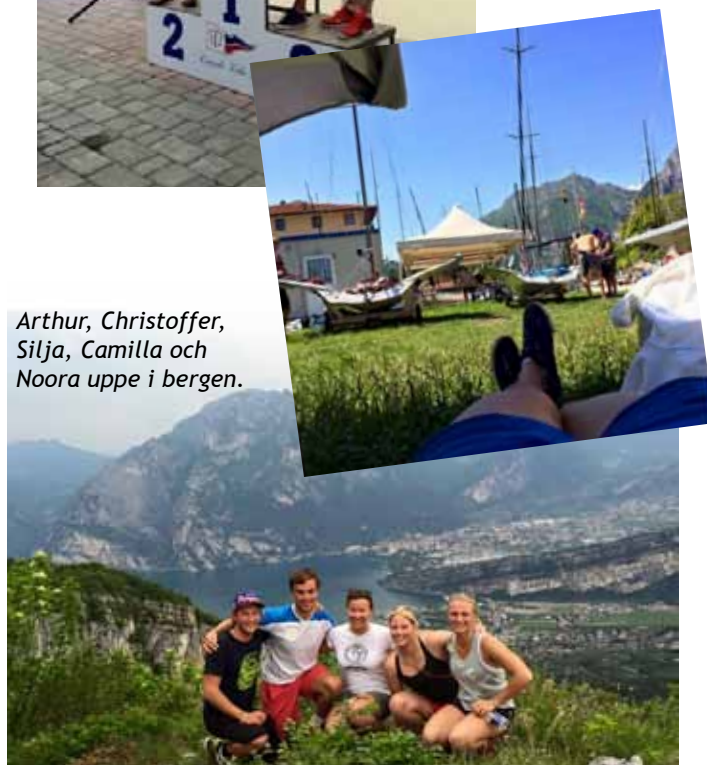 1
2
Arthur, Christoffer,
Silja, Camilla och
Noora uppe i bergen.